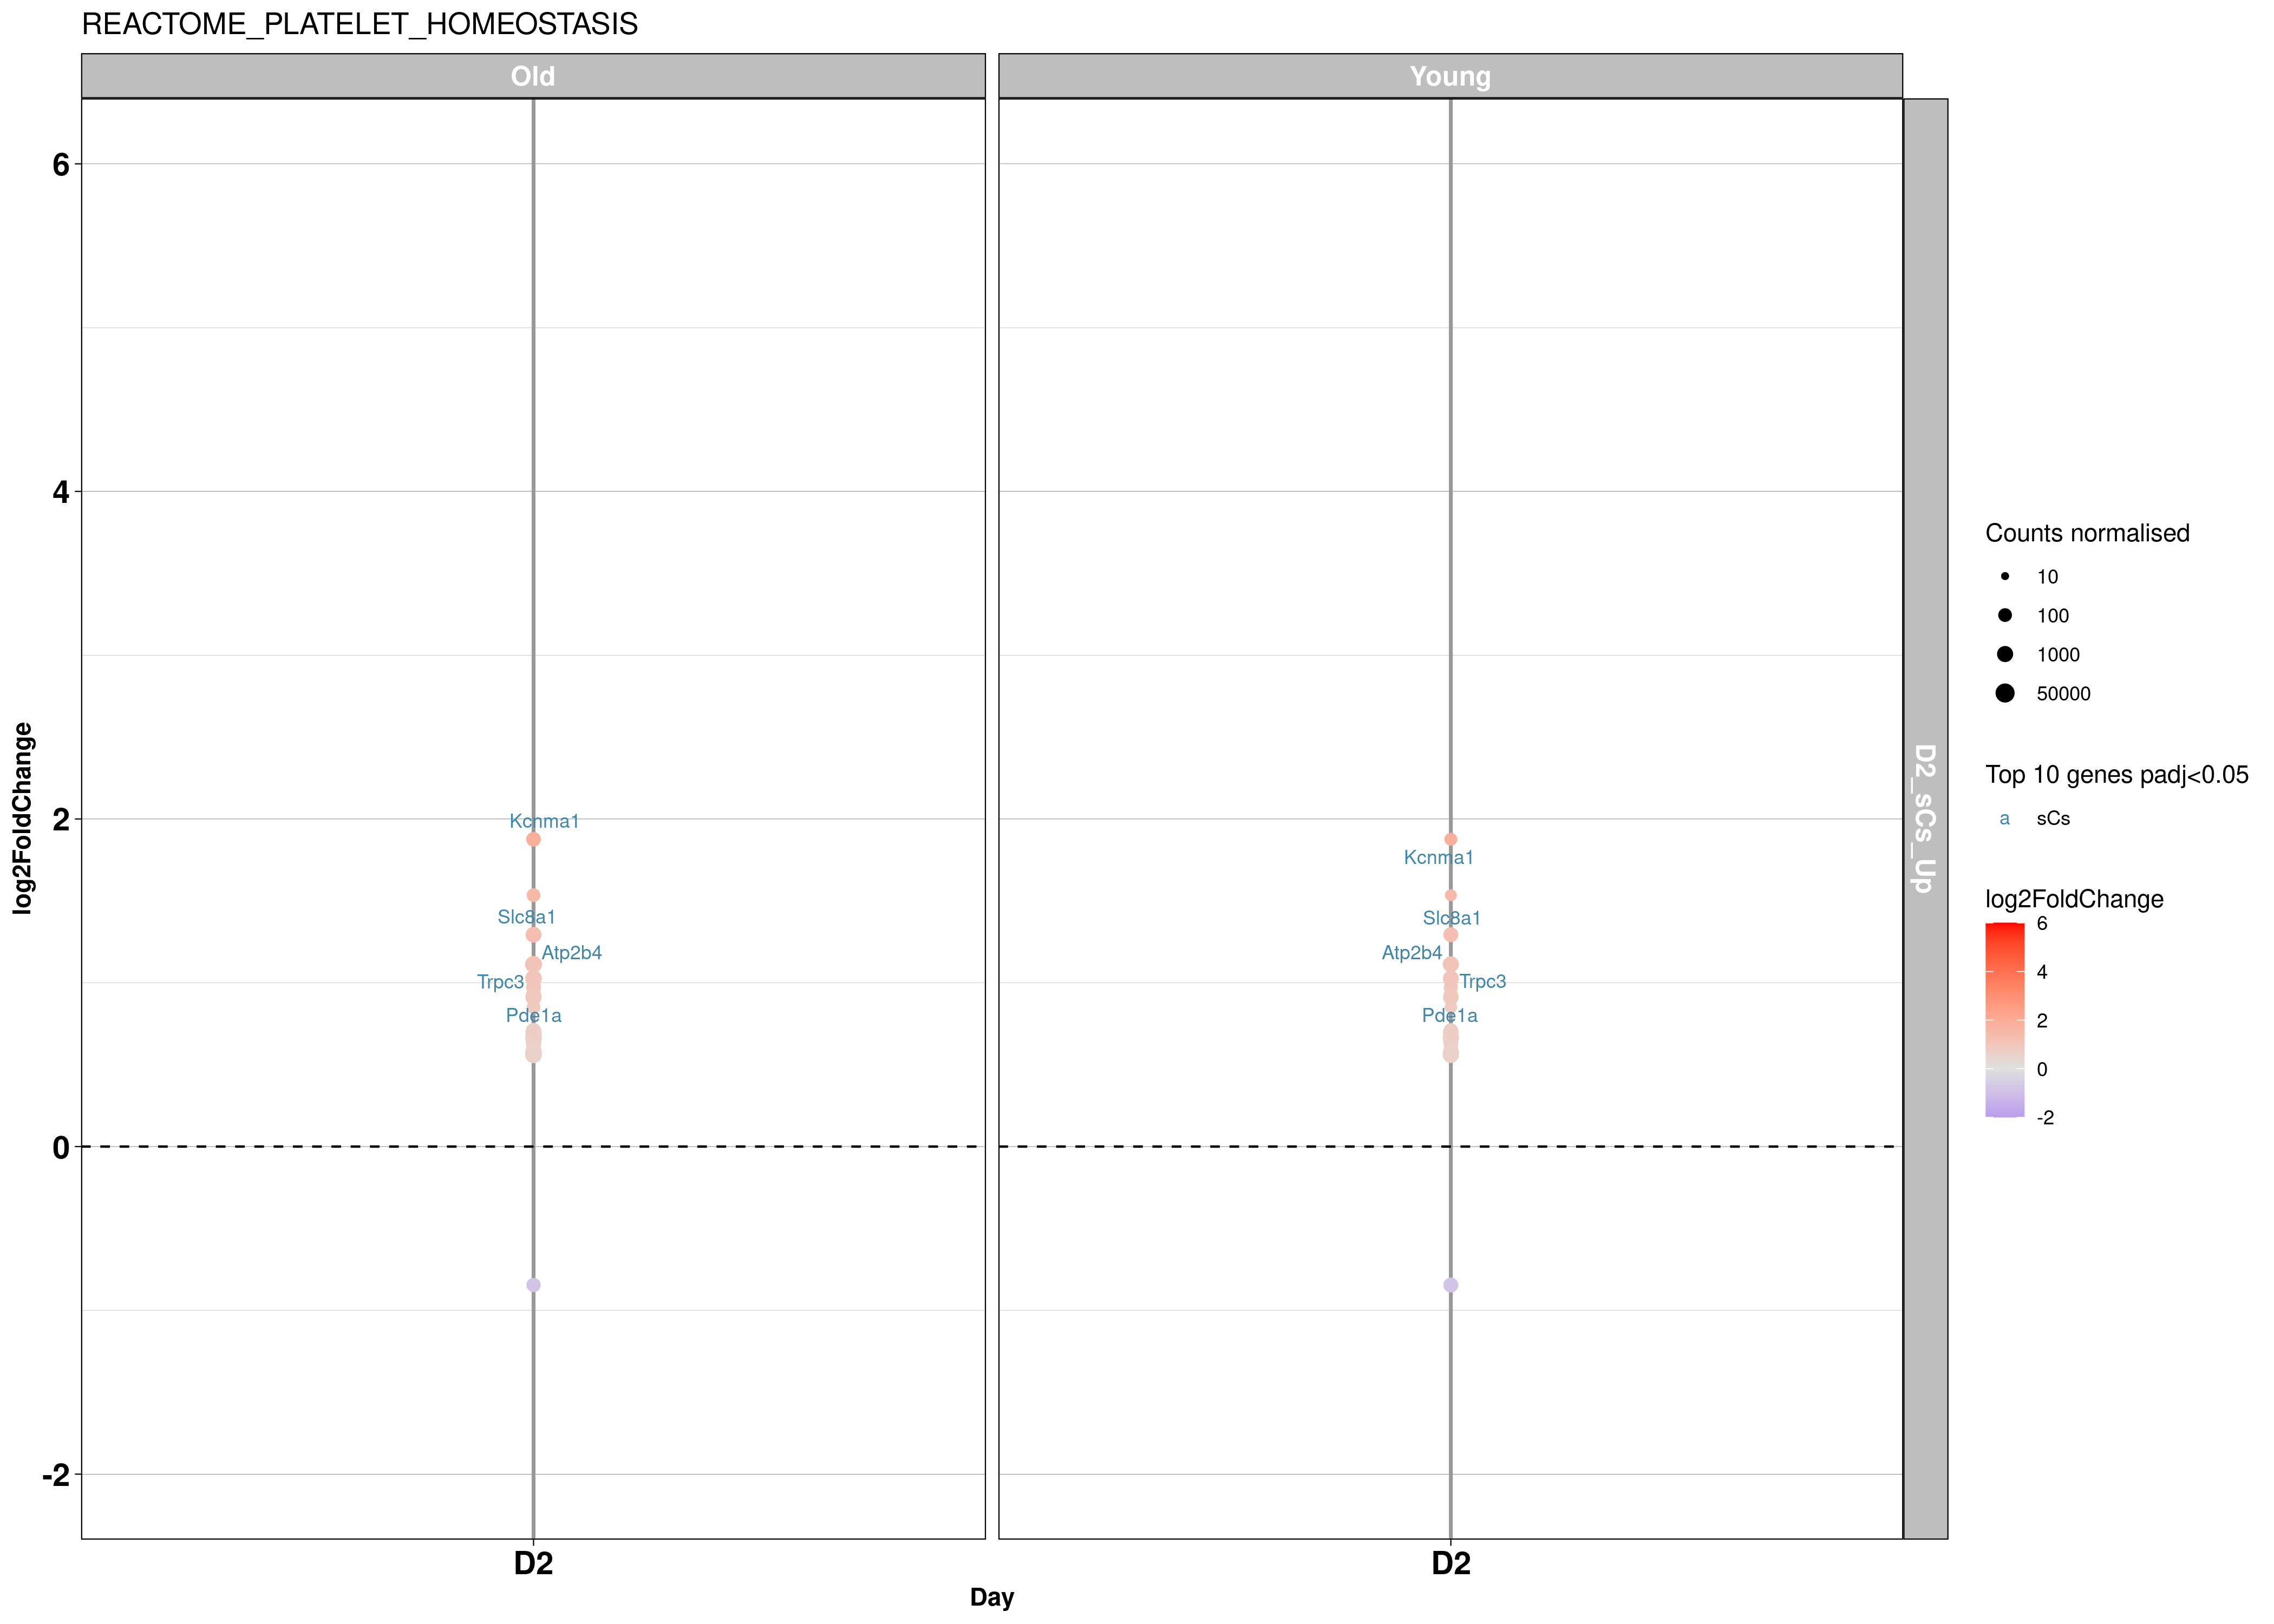 REACTOME_PLATELET_HOMEOSTASIS
Old
Young
6
4
2
0
-2
log2FoldChange
Kcnma1
Slc8a1
Atp2b4
Trpc3
Pde1a
Kcnma1
Slc8a1
Atp2b4
Trpc3
Pde1a
D2
D2
Day
D2_sCs_Up
Counts normalised
10
100
1000
50000
Top 10 genes padj<0.05
a sCs
log2FoldChange
6
4
2
0
-2